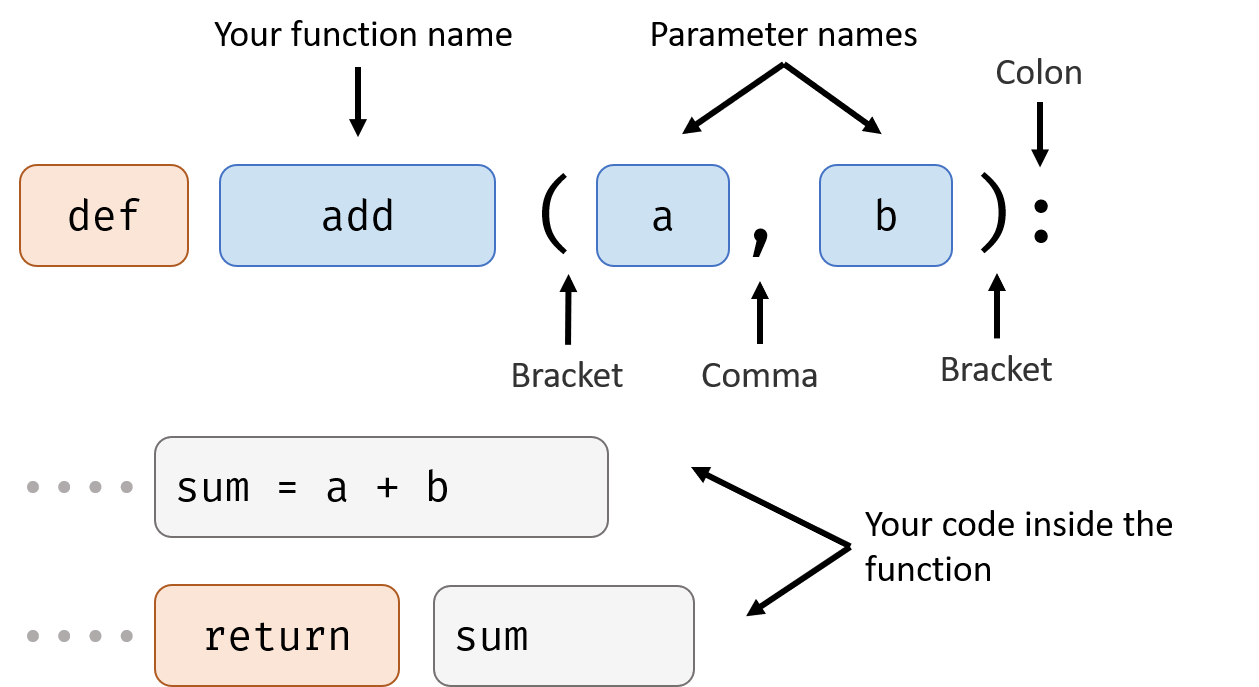 Your function name
Parameter names
Colon
def add ( a , b ) :
Bracket
Comma
Bracket
sum = a + b
Your code inside the
function
return sum